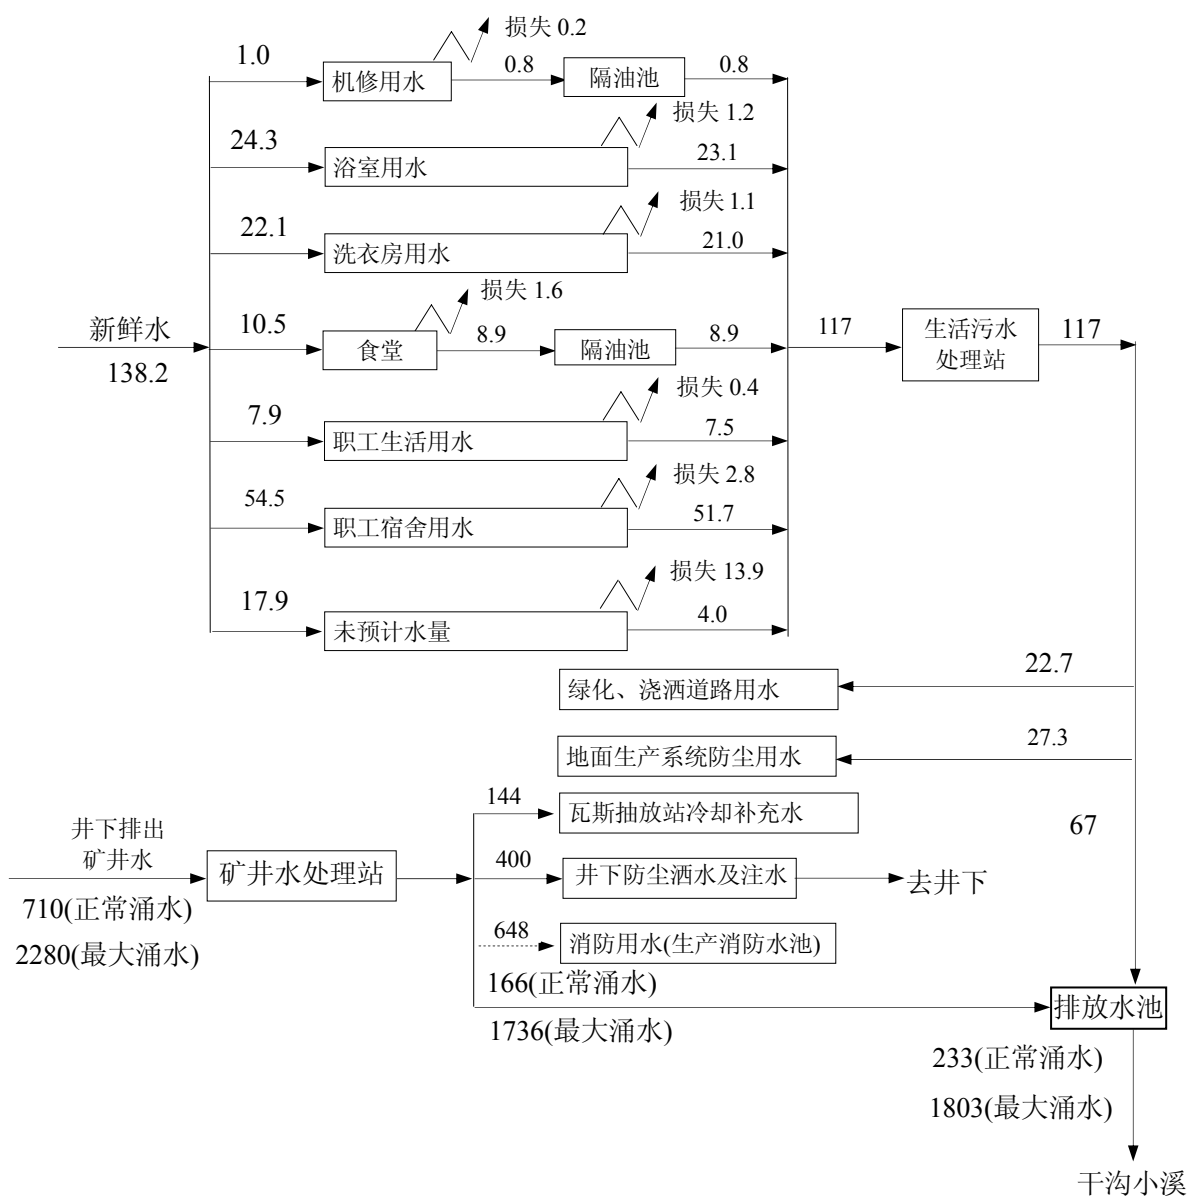 损失 0.2
1.0
机修用水
0.8
隔油池
0.8
损失 1.2
24.3
浴室用水
23.1
损失 1.1
22.1
洗衣房用水
21.0
损失 1.6
新鲜水
138.2
10.5
食堂
8.9
隔油池
8.9
117
生活污水
处理站
117
损失 0.4
7.9
职工生活用水
7.5
损失 2.8
54.5
职工宿舍用水
51.7
损失 13.9
17.9
未预计水量
4.0
22.7
绿化、浇洒道路用水
27.3
地面生产系统防尘用水
144
瓦斯抽放站冷却补充水
67
井下排出
矿井水
710(正常涌水)
2280(最大涌水)
矿井水处理站
400
井下防尘洒水及注水
去井下
648
消防用水(生产消防水池)
166(正常涌水)
1736(最大涌水)
排放水池
233(正常涌水)
1803(最大涌水)
干沟小溪